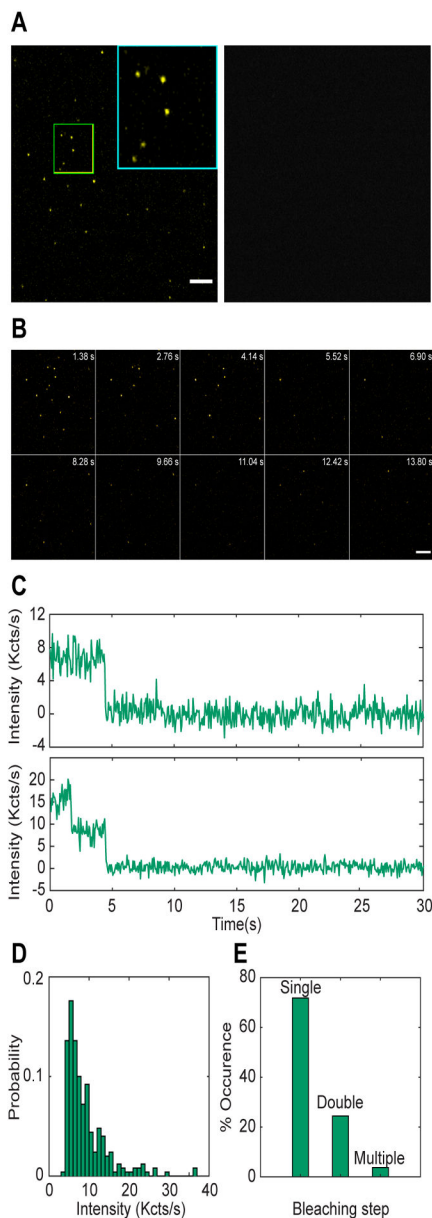 A
B
1.38 s 2.76 s 4.14 s 5.52 s 6.90 s
8.28 s 9.66 s 11.04 s 12.42 s 13.80 s
C
Intensity (Kcts/s)
12
8
4
0
-4
Intensity (Kcts/s)
20
15
10
5
0
-5
0 5 10 15 20 25 30
Time(s)
D
Probability
0.2
0.1
0
0 10 20 30 40
Intensity (Kcts/s)
E
% Occurence
80
60
40
20
0
Single
Double
Multiple
Bleaching step